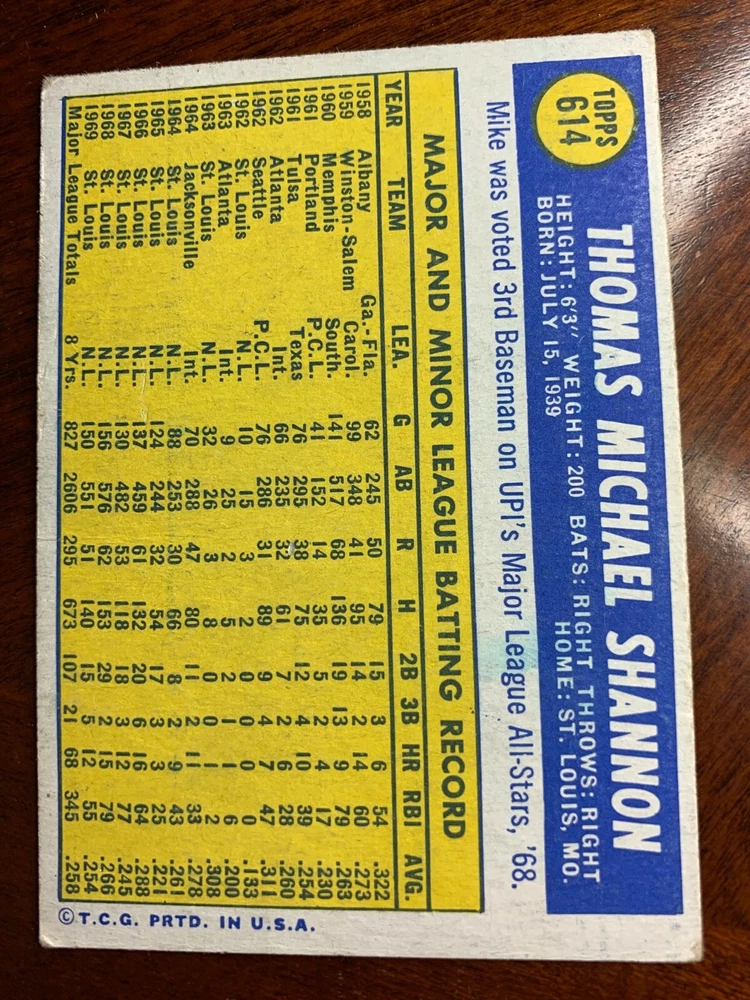 TOPPS
614
THOMAS MICHAEL SHANNON
HEIGHT: 6'3" WEIGHT: 200 BATS: RIGHT THROWS: RIGHT
BORN: JULY 15, 1939 HOME: ST. LOUIS, MO.
Mike was voted 3rd Baseman on UPI's Major League All-Stars, '68.
MAJOR AND MINOR LEAGUE BATTING RECORD
YEAR TEAM LEA. G AB R H 2B 3B HR RBI AVG.
1958 Albany Ga.-Fla. 62 245 50 79 15 3 6 54 .322
1959 Winston-Salem Carol. 99 348 41 95 14 2 14 60 .273
1960 Memphis South. 141 517 68 136 19 13 9 79 .263
1961 Portland P.C.L. 41 152 14 35 5 2 4 17 .230
1961 Tulsa Texas 76 295 38 75 12 4 10 39 .254
1962 Atlanta Int. 66 235 32 61 7 2 6 28 .260
1962 Seattle P.C.L. 76 286 31 89 9 4 7 47 .311
1962 St. Louis N.L. 10 15 3 2 0 0 0 0 .133
1963 Atlanta Int. 9 25 2 5 2 1 0 6 .200
1963 St. Louis N.L. 32 26 3 8 0 0 1 2 .308
1964 Jacksonville Int. 70 288 47 80 11 0 11 33 .278
1964 St. Louis N.L. 88 253 30 66 8 2 9 43 .261
1965 St. Louis N.L. 124 244 32 54 17 3 3 25 .221
1966 St. Louis N.L. 137 459 61 132 20 6 16 64 .288
1967 St. Louis N.L. 130 482 53 118 18 3 12 77 .245
1968 St. Louis N.L. 156 576 62 153 29 2 15 79 .266
1969 St. Louis N.L. 150 551 51 140 15 5 12 55 .254
Major League Totals 8 Yrs. 827 2606 295 673 107 21 68 345 .258
© T.C.G. PRTD. IN U.S.A.